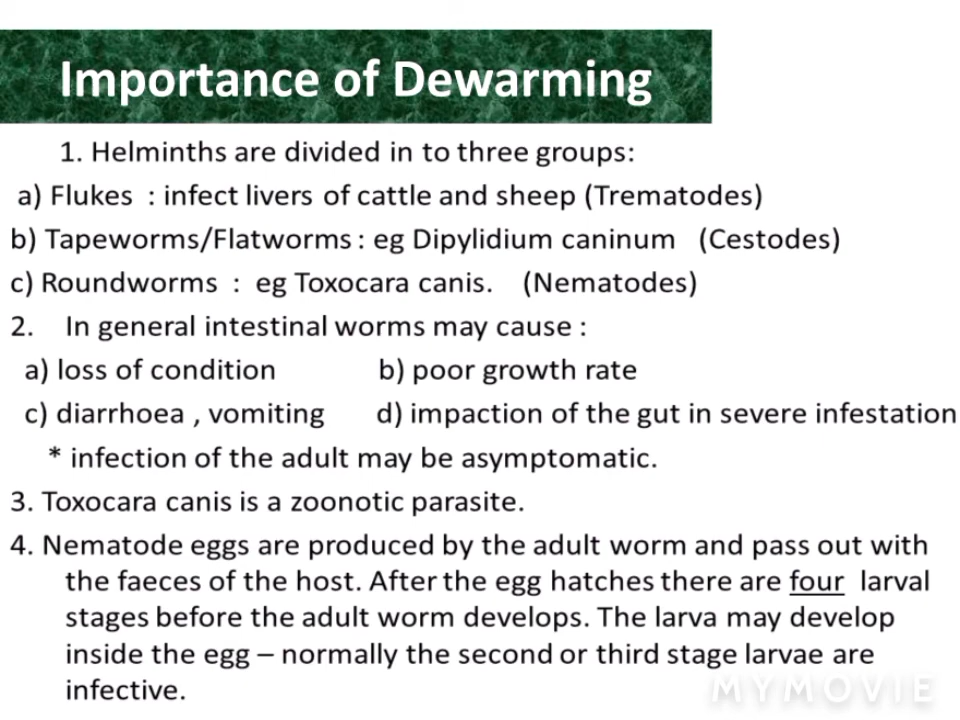 Importance of Dewarming
1. Helminths are divided in to three groups:
a) Flukes : infect livers of cattle and sheep (Trematodes)
b) Tapeworms/Flatworms : eg Dipylidium caninum (Cestodes)
c) Roundworms : eg Toxocara canis. (Nematodes)
2. In general intestinal worms may cause :
a) loss of condition b) poor growth rate
c) diarrhoea , vomiting d) impaction of the gut in severe infestation
* infection of the adult may be asymptomatic.
3. Toxocara canis is a zoonotic parasite.
4. Nematode eggs are produced by the adult worm and pass out with
the faeces of the host. After the egg hatches there are four larval
stages before the adult worm develops. The larva may develop
inside the egg – normally the second or third stage larvae are
infective.
MYMOVIE